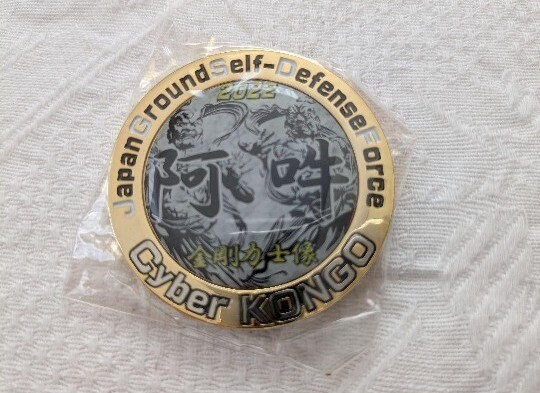 JapanGroundSelf-DefenseForce
2022
阿 吽
金剛力士像
Cyber KONGO